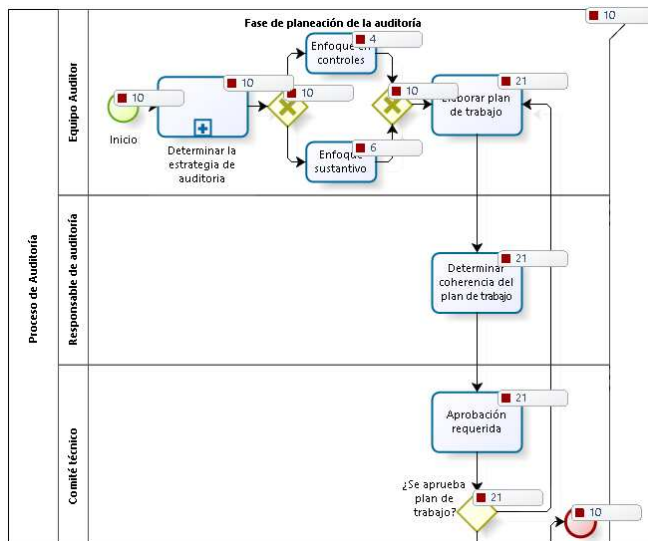 Fase de planeación de la auditoría
10
Proceso de Auditoría
Equipo Auditor
10
Inicio
10
Determinar la
estrategia de
auditoria
10
4
Enfoque en
controles
6
Enfoque
sustantivo
10
21
Elaborar plan
de trabajo
Responsable de auditoría
21
Determinar
coherencia del
plan de trabajo
Comité técnico
21
Aprobación
requerida
¿Se aprueba
plan de
trabajo?
21
10